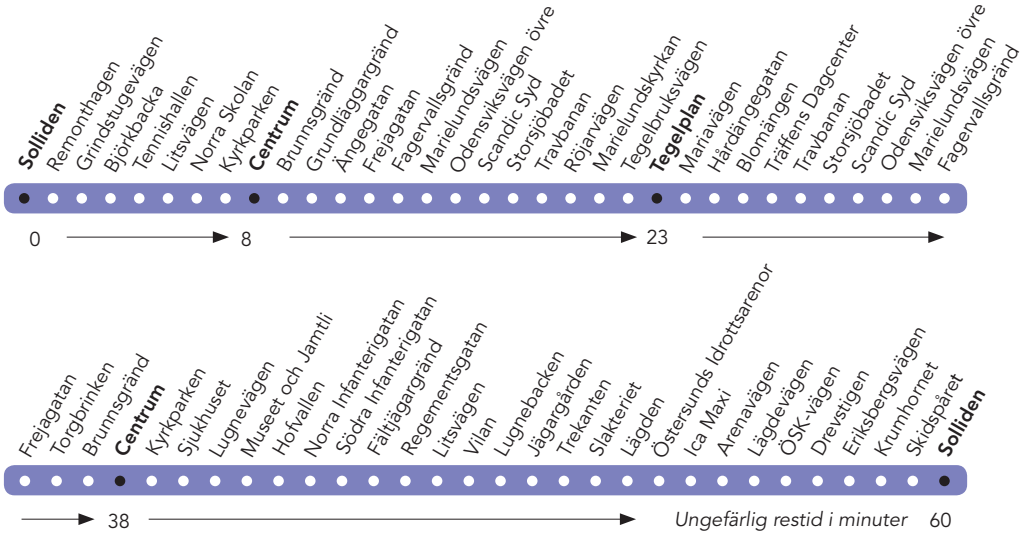 Solliden
Remonthagen
Grindstugevägen
Björkbacka
Tennishallen
Litsvägen
Norra Skolan
Kyrkparken
Centrum
Brunnsgränd
Grundläggargränd
Ängegatan
Frejagatan
Fagervallsgränd
Marielundsvägen
Odensviksvägen övre
Scandic Syd
Storsjöbadet
Travbanan
Röjarvägen
Marielundskyrkan
Tegelbruksvägen
Tegelplan
Mariavägen
Hårdängegatan
Blomängen
Träffens Dagcenter
Travbanan
Storsjöbadet
Scandic Syd
Odensviksvägen övre
Marielundsvägen
Fagervallsgränd
0 8 23
Frejagatan
Torgbrinken
Brunnsgränd
Centrum
Kyrkparken
Sjukhuset
Lugnevägen
Museet och Jamtli
Hofvallen
Norra Infanterigatan
Södra Infanterigatan
Fältjägargränd
Regementsgatan
Litsvägen
Vilan
Lugnebacken
Jägargården
Trekanten
Slakteriet
Lägden
Östersunds Idrottsarenor
Ica Maxi
Arenavägen
Lägdevägen
ÖSK-vägen
Drevstigen
Eriksbergsvägen
Krumhornet
Skidspåret
Solliden
38 Ungefärlig restid i minuter 60